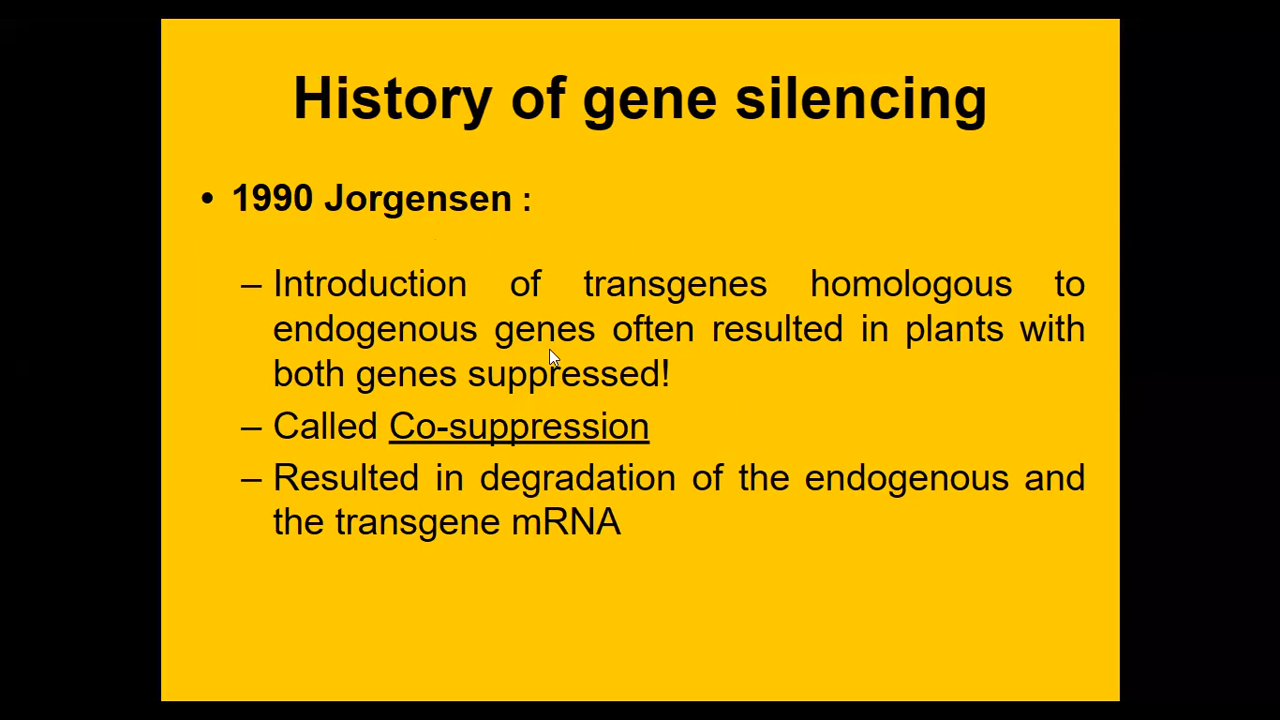 History of gene silencing
• 1990 Jorgensen :
– Introduction of transgenes homologous to
endogenous genes often resulted in plants with
both genes suppressed!
– Called Co-suppression
– Resulted in degradation of the endogenous and
the transgene mRNA